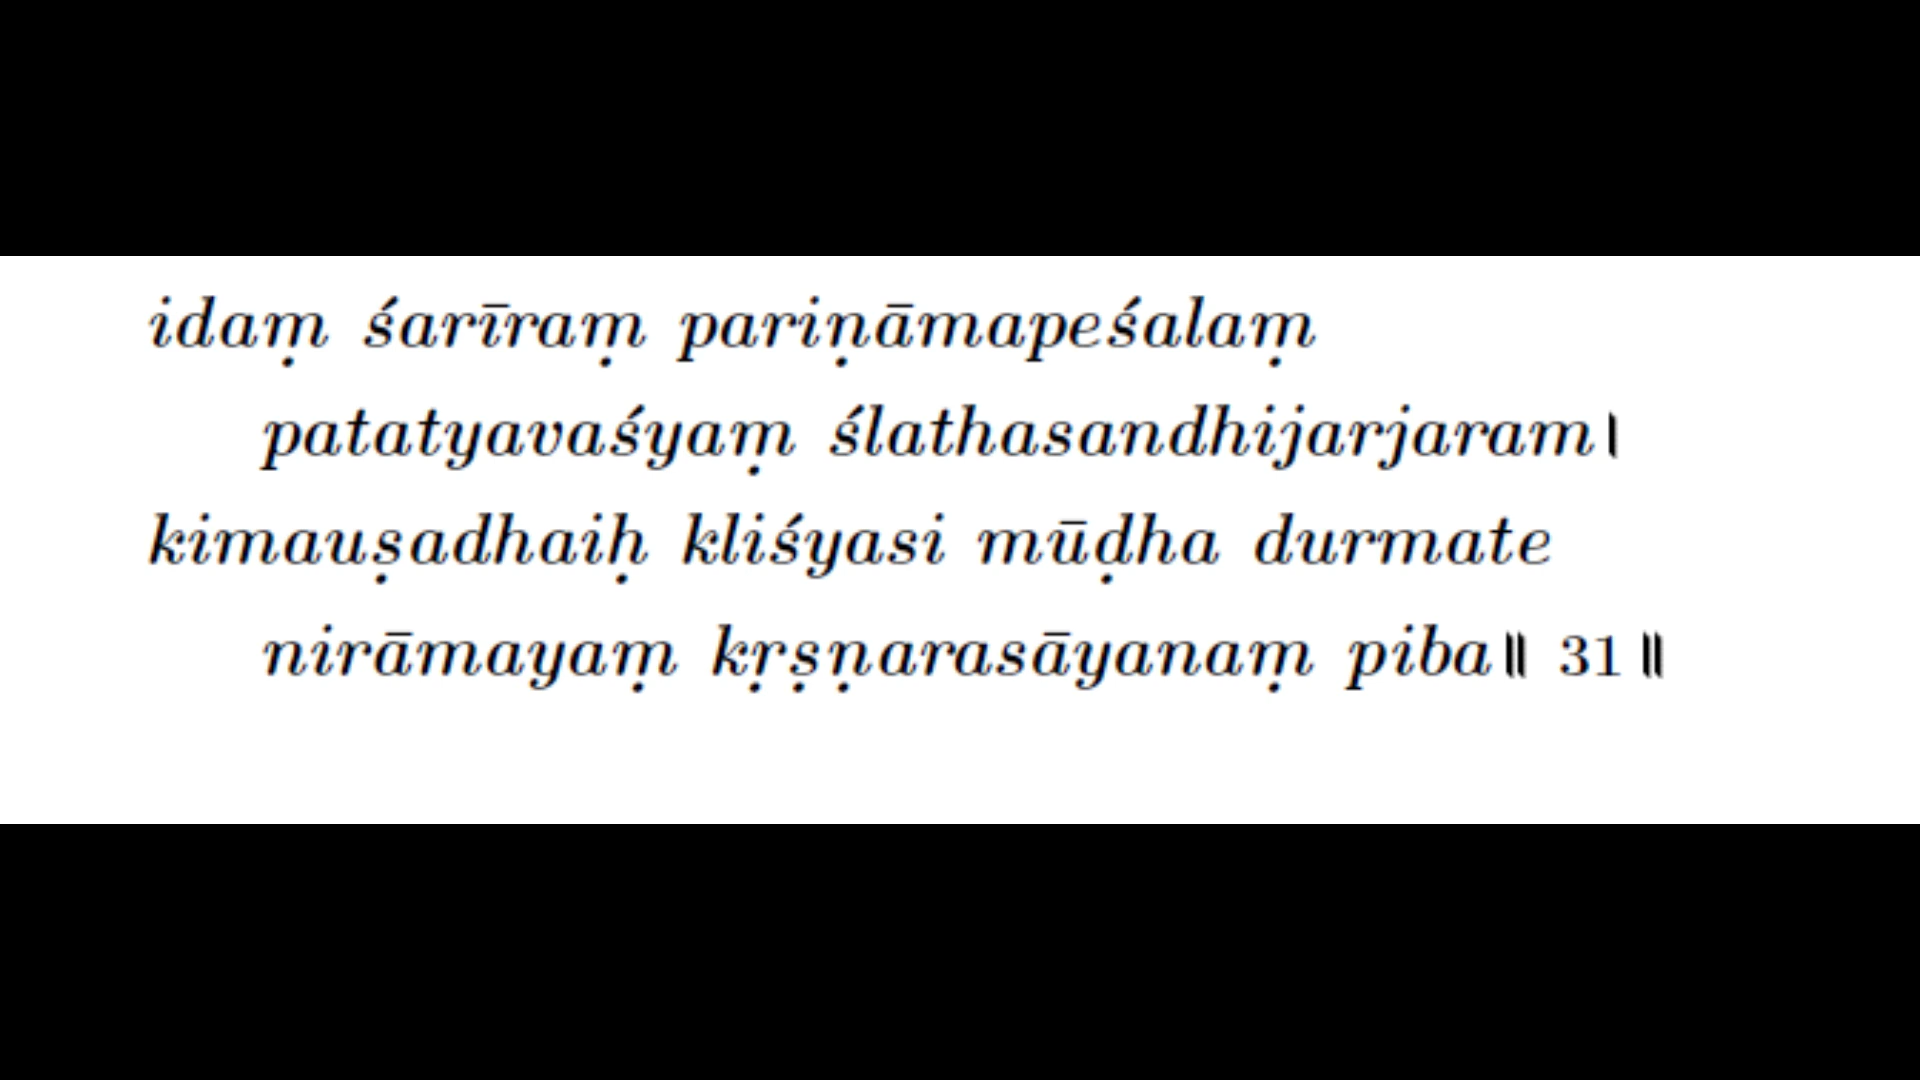 idaṃ śarīraṃ pariṇāmapeśalaṃ
patatyavaśyaṃ ślathasandhijarjaram।
kimauṣadhaiḥ kliśyasi mūḍha durmate
nirāmayaṃ kṛṣṇarasāyanaṃ piba॥ 31॥